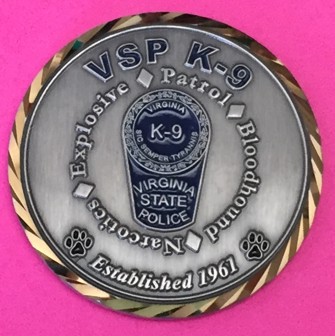 VSP K-9
Explosive ◆ Patrol ◆ Bloodhound ◆ Narcotics ◆
VIRGINIA
K-9
SIC SEMPER TYRANNIS
VIRGINIA
STATE
POLICE
Established 1961